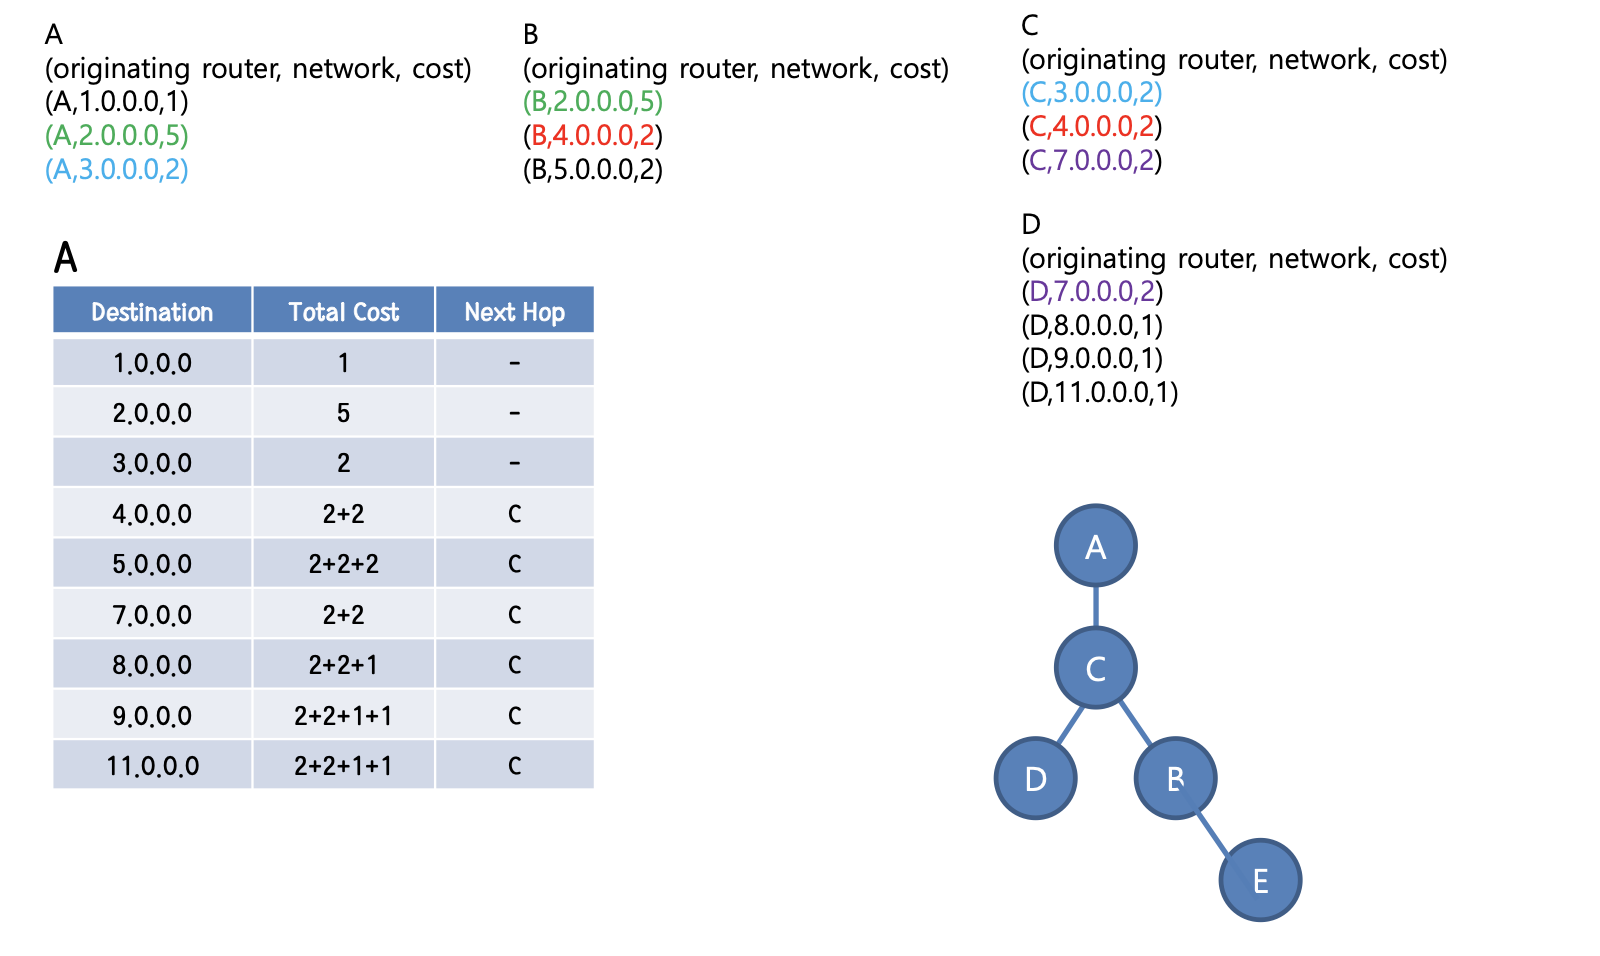 A
(originating router, network, cost)
(A,1.0.0.0,1)
(A,2.0.0.0,5)
(A,3.0.0.0,2)
B
(originating router, network, cost)
(B,2.0.0.0,5)
(B,4.0.0.0,2)
(B,5.0.0.0,2)
C
(originating router, network, cost)
(C,3.0.0.0,2)
(C,4.0.0.0,2)
(C,7.0.0.0,2)
D
(originating router, network, cost)
(D,7.0.0.0,2)
(D,8.0.0.0,1)
(D,9.0.0.0,1)
(D,11.0.0.0,1)
A
Destination Total Cost Next Hop
1.0.0.0 1 -
2.0.0.0 5 -
3.0.0.0 2 -
4.0.0.0 2+2 C
5.0.0.0 2+2+2 C
7.0.0.0 2+2 C
8.0.0.0 2+2+1 C
9.0.0.0 2+2+1+1 C
11.0.0.0 2+2+1+1 C
A
C
D B
E